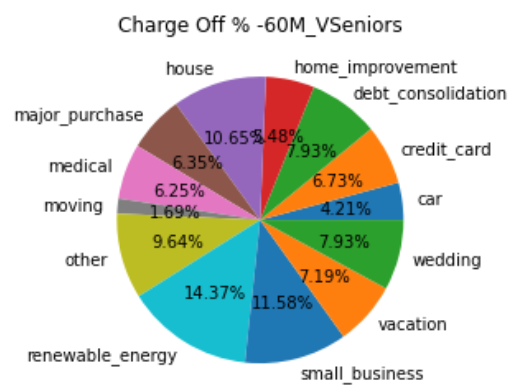 Charge Off % -60M_VSeniors
house
home_improvement
major_purchase
debt_consolidation
10.65%
5.48%
7.93%
credit_card
medical
6.35%
6.73%
6.25%
car
moving
1.69%
4.21%
other
9.64%
7.93%
wedding
7.19%
14.37%
11.58%
vacation
renewable_energy
small_business